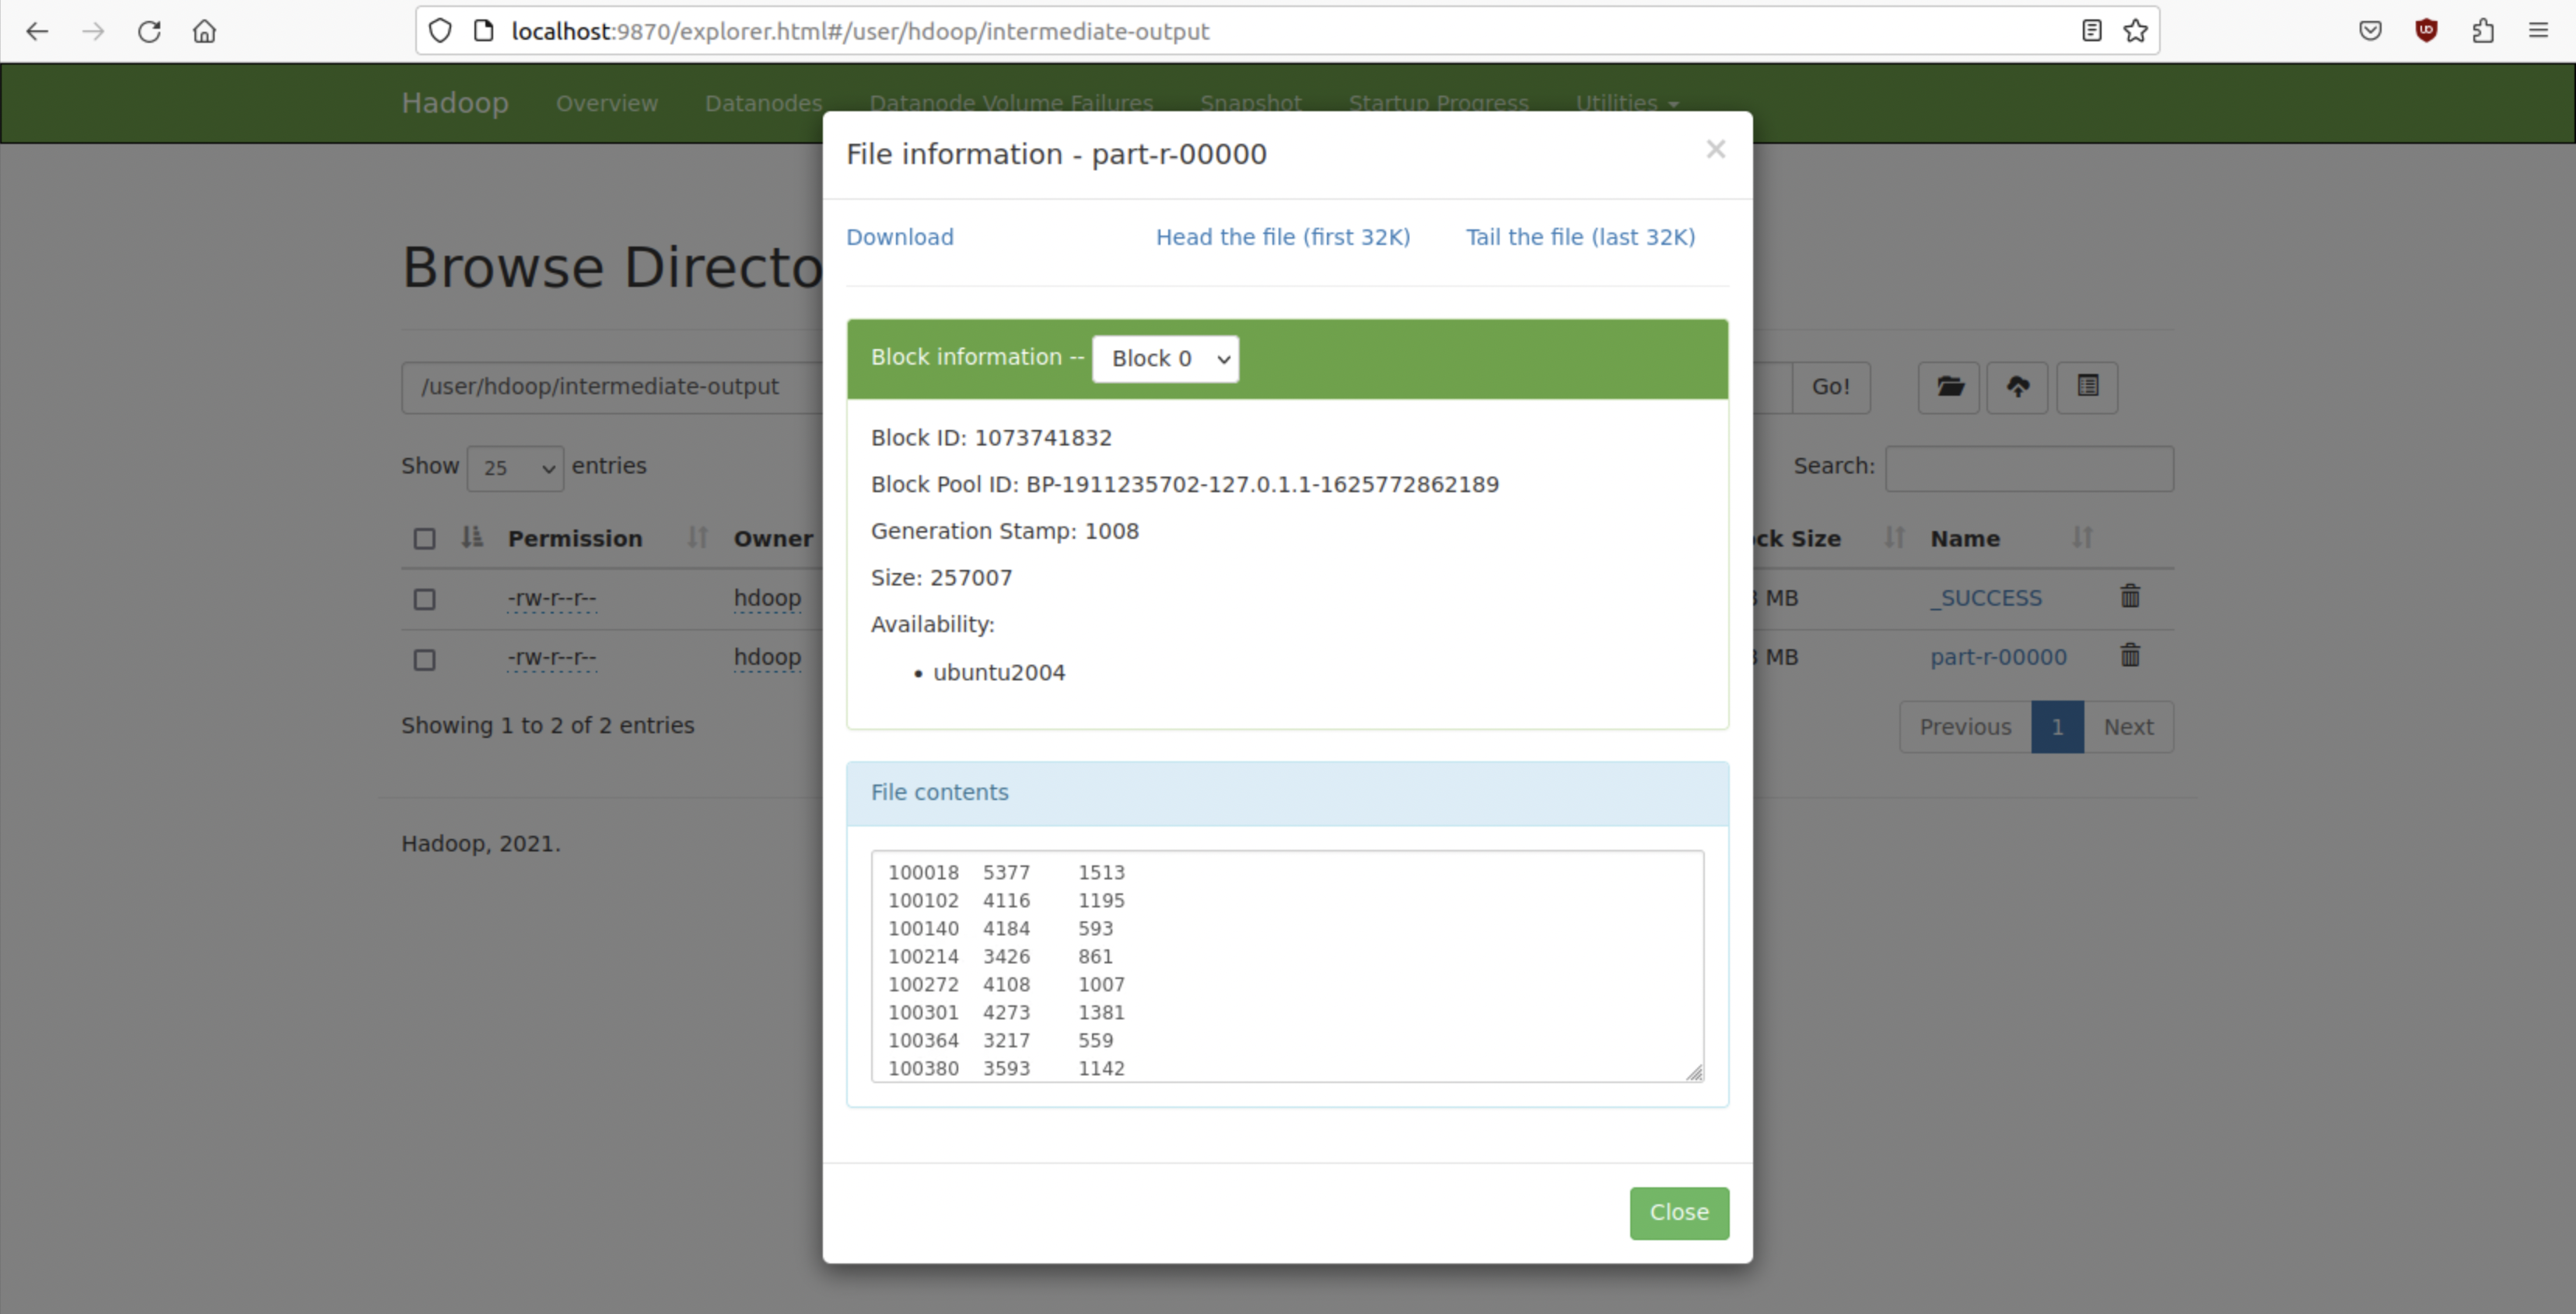 localhost:9870/explorer.html#/user/hdoop/intermediate-output
Hadoop Overview Datanodes Datanode Volume Failures Snapshot Startup Progress Utilities
File information - part-r-00000 ×
Download Head the file (first 32K) Tail the file (last 32K)
Browse Directo
Block information -- Block 0
/user/hdoop/intermediate-output Go!
Block ID: 1073741832
Block Pool ID: BP-1911235702-127.0.1.1-1625772862189
Generation Stamp: 1008
Size: 257007
Availability:
• ubuntu2004
Show 25 entries Search:
Permission Owner ck Size Name
-rw-r--r-- hdoop MB _SUCCESS
-rw-r--r-- hdoop MB part-r-00000
Showing 1 to 2 of 2 entries Previous 1 Next
Hadoop, 2021.
File contents
100018 5377 1513
100102 4116 1195
100140 4184 593
100214 3426 861
100272 4108 1007
100301 4273 1381
100364 3217 559
100380 3593 1142
Close